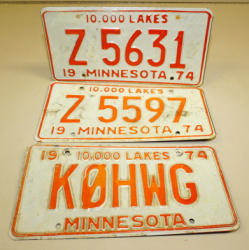 10,000 LAKES
Z 5631
19 MINNESOTA 74
10,000 LAKES
Z 5597
19 MINNESOTA 74
19 10,000 LAKES 74
KØHWG
MINNESOTA